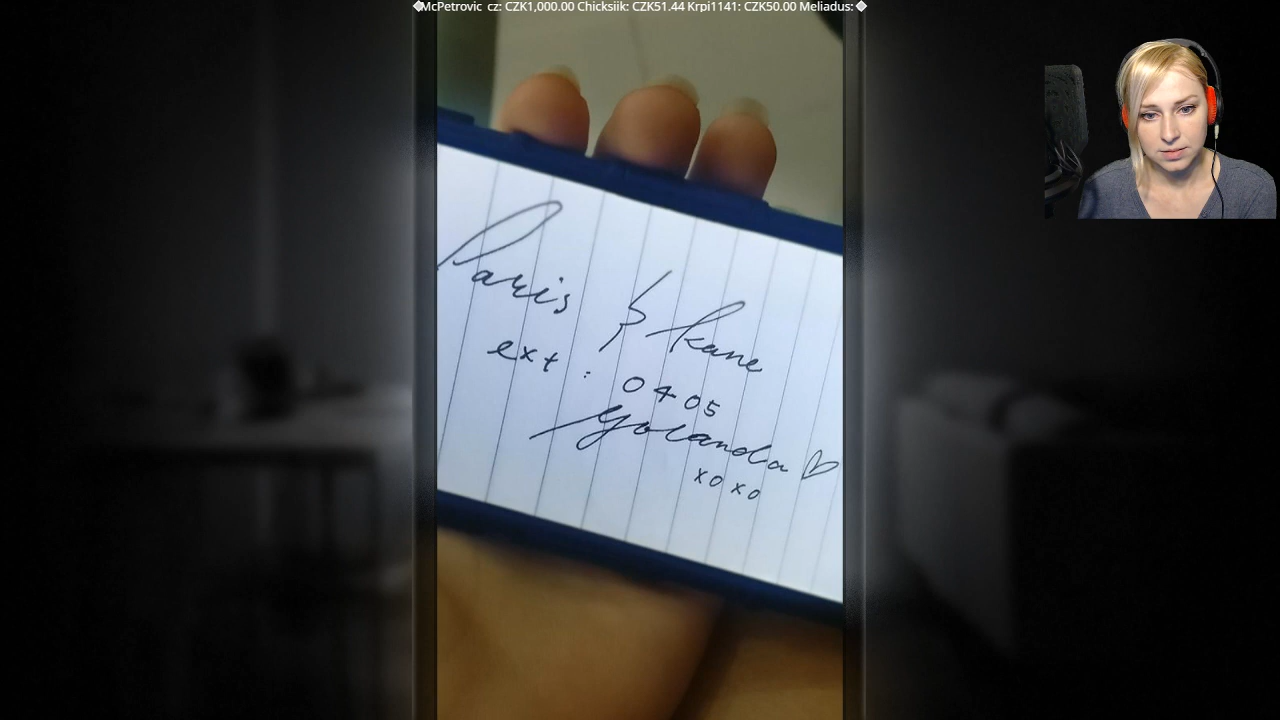 McPetrovic cz: CZK1,000.00 Chicksiik: CZK51.44 Krpi1141: CZK50.00 Meliadus:
Paris & Kane
ext: 0405
Yolanda ♡
xoxo